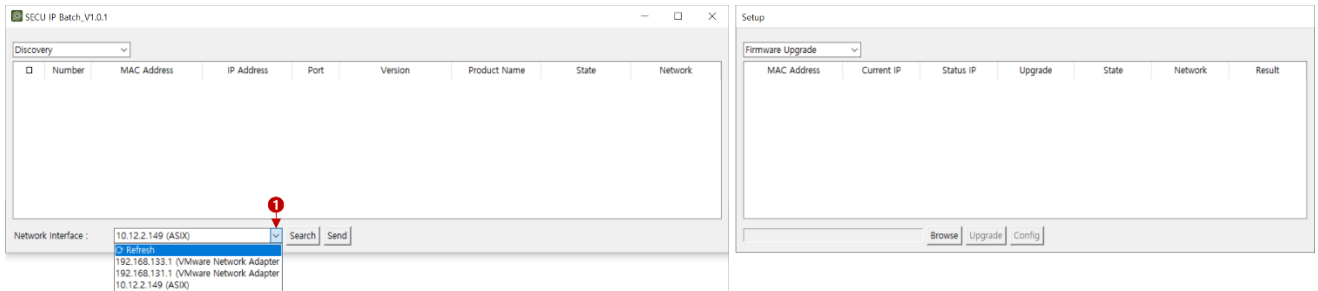 SECU IP Batch_V1.0.1
Discovery
Number MAC Address IP Address Port Version Product Name State Network
1
Network Interface : 10.12.2.149 (ASIX) Search Send
Refresh
192.168.133.1 (VMware Network Adapter
192.168.131.1 (VMware Network Adapter
10.12.2.149 (ASIX)
Setup
Firmware Upgrade
MAC Address Current IP Status IP Upgrade State Network Result
Browse Upgrade Config